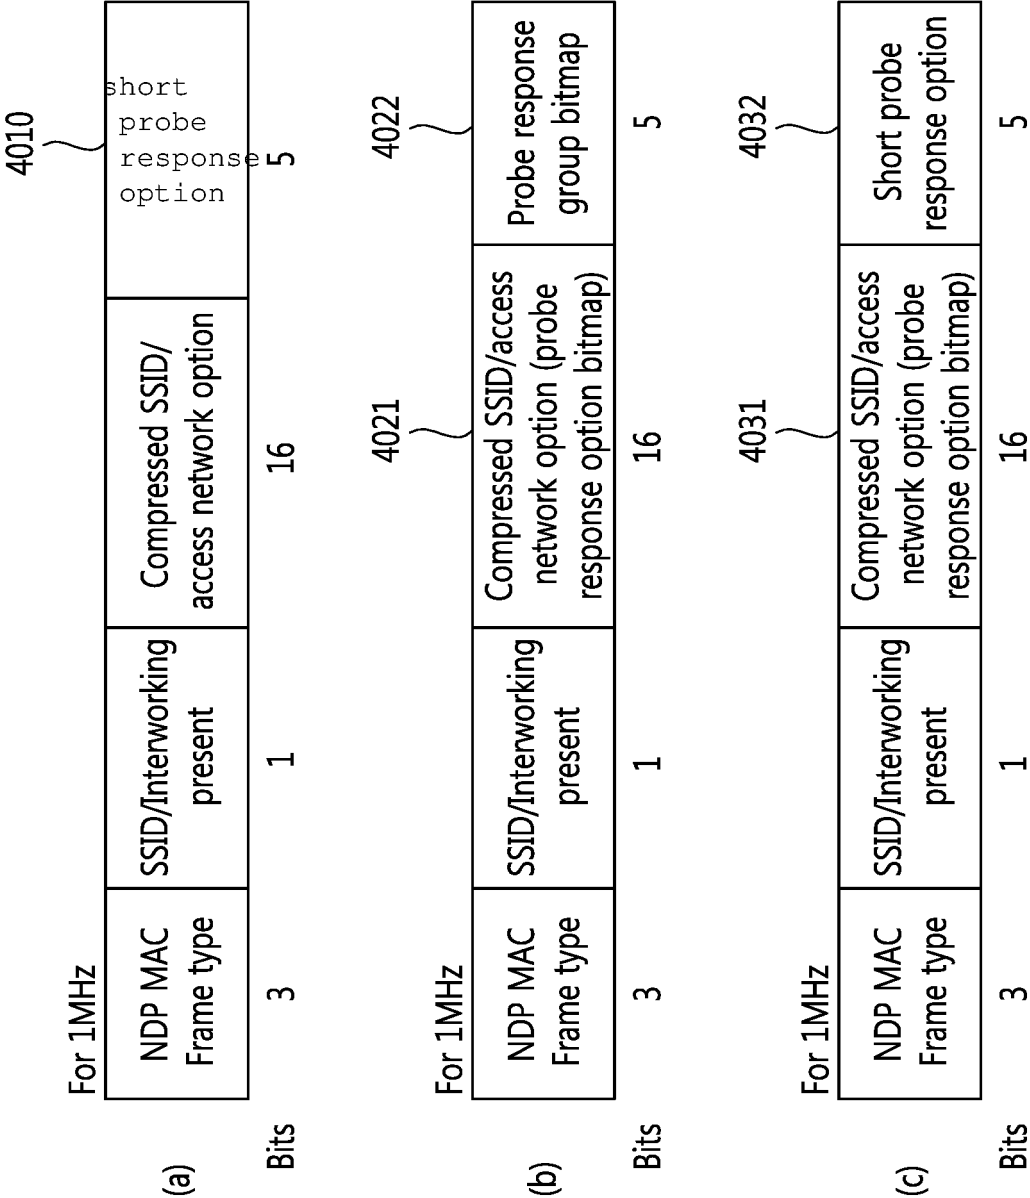 4010
For 1MHz
NDP MAC
Frame type
SSID/Interworking
present
Compressed SSID/
access network option
short
probe
response
option
Bits
3
1
16
5
(a)
4021
4022
For 1MHz
NDP MAC
Frame type
SSID/Interworking
present
Compressed SSID/access
network option (probe
response option bitmap)
Probe response
group bitmap
Bits
3
1
16
5
(b)
4031
4032
For 1MHz
NDP MAC
Frame type
SSID/Interworking
present
Compressed SSID/access
network option (probe
response option bitmap)
Short probe
response option
Bits
3
1
16
5
(c)